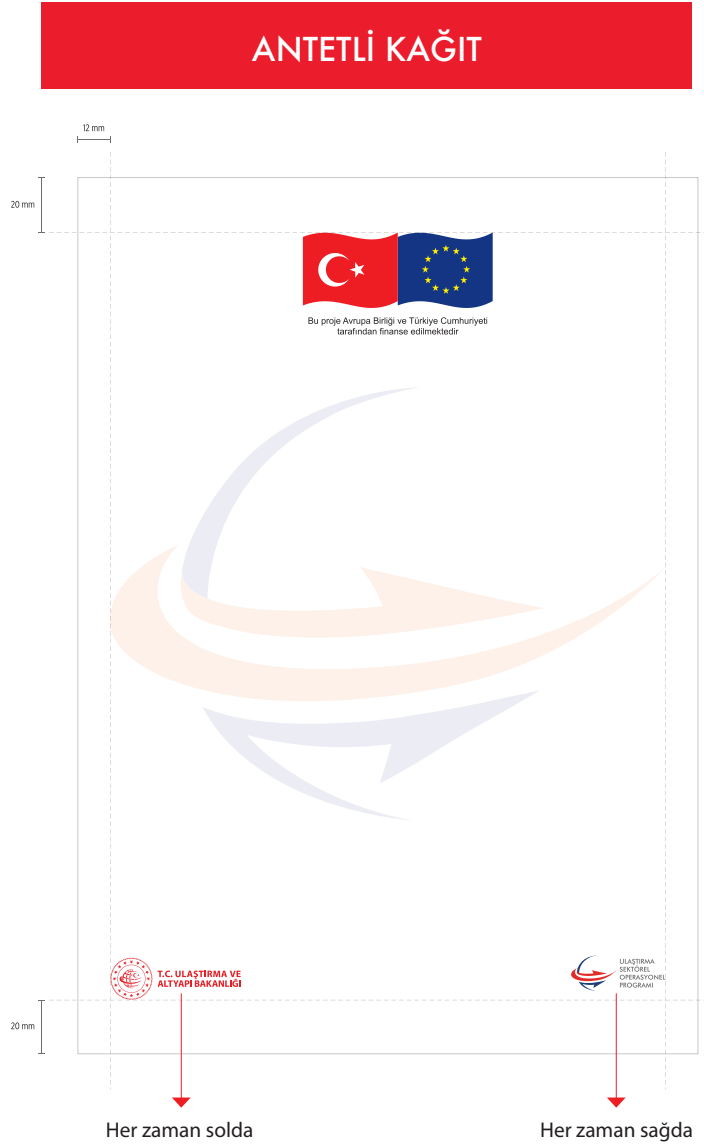 ANTETLİ KAĞIT
12 mm
20 mm
Bu proje Avrupa Birliği ve Türkiye Cumhuriyeti
tarafından finanse edilmektedir
T.C. ULAŞTIRMA VE
ALTYAPI BAKANLIĞI
ULAŞTIRMA
SEKTÖREL
OPERASYONEL
PROGRAMI
20 mm
Her zaman solda
Her zaman sağda